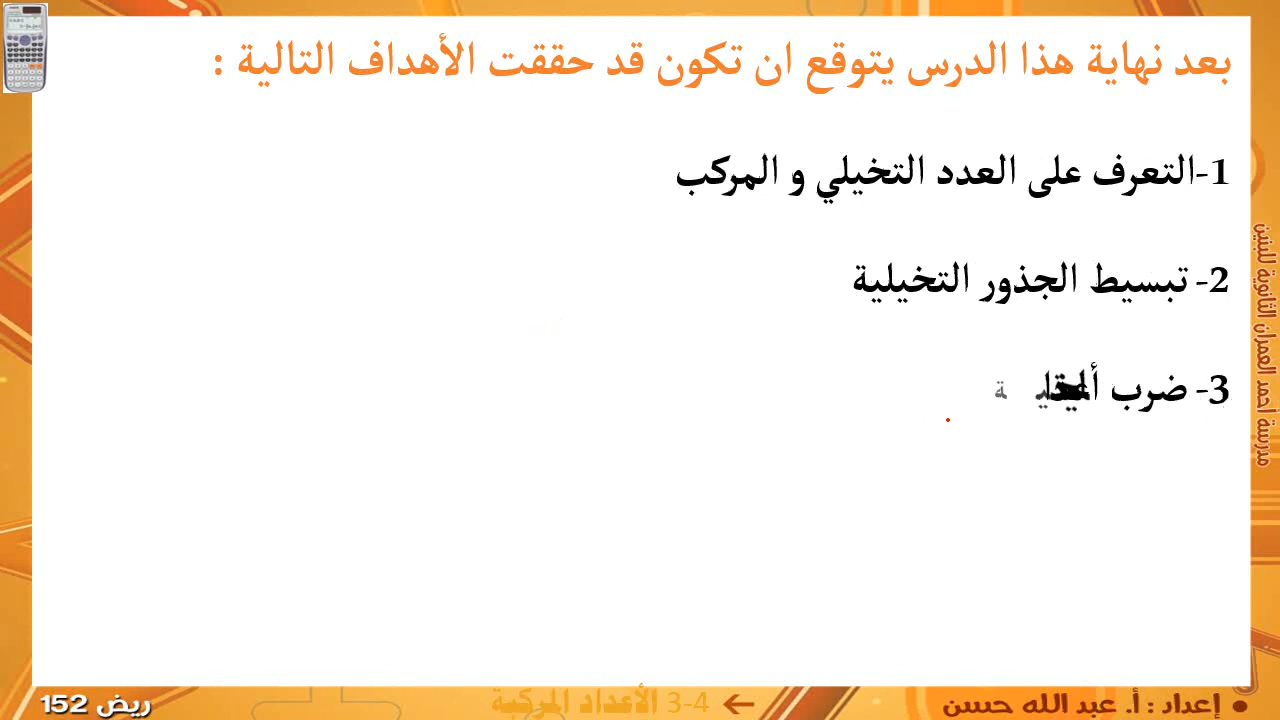 بعد نهاية هذا الدرس يتوقع ان تكون قد حققت الأهداف التالية :
1-التعرف على العدد التخيلي و المركب
2- تبسيط الجذور التخيلية
3- ضرب
مدرسة أحمد العمران الثانوية للبنين
إعداد : أ. عبد الله حسن
3-4 الأعداد المركبة
ريض 152